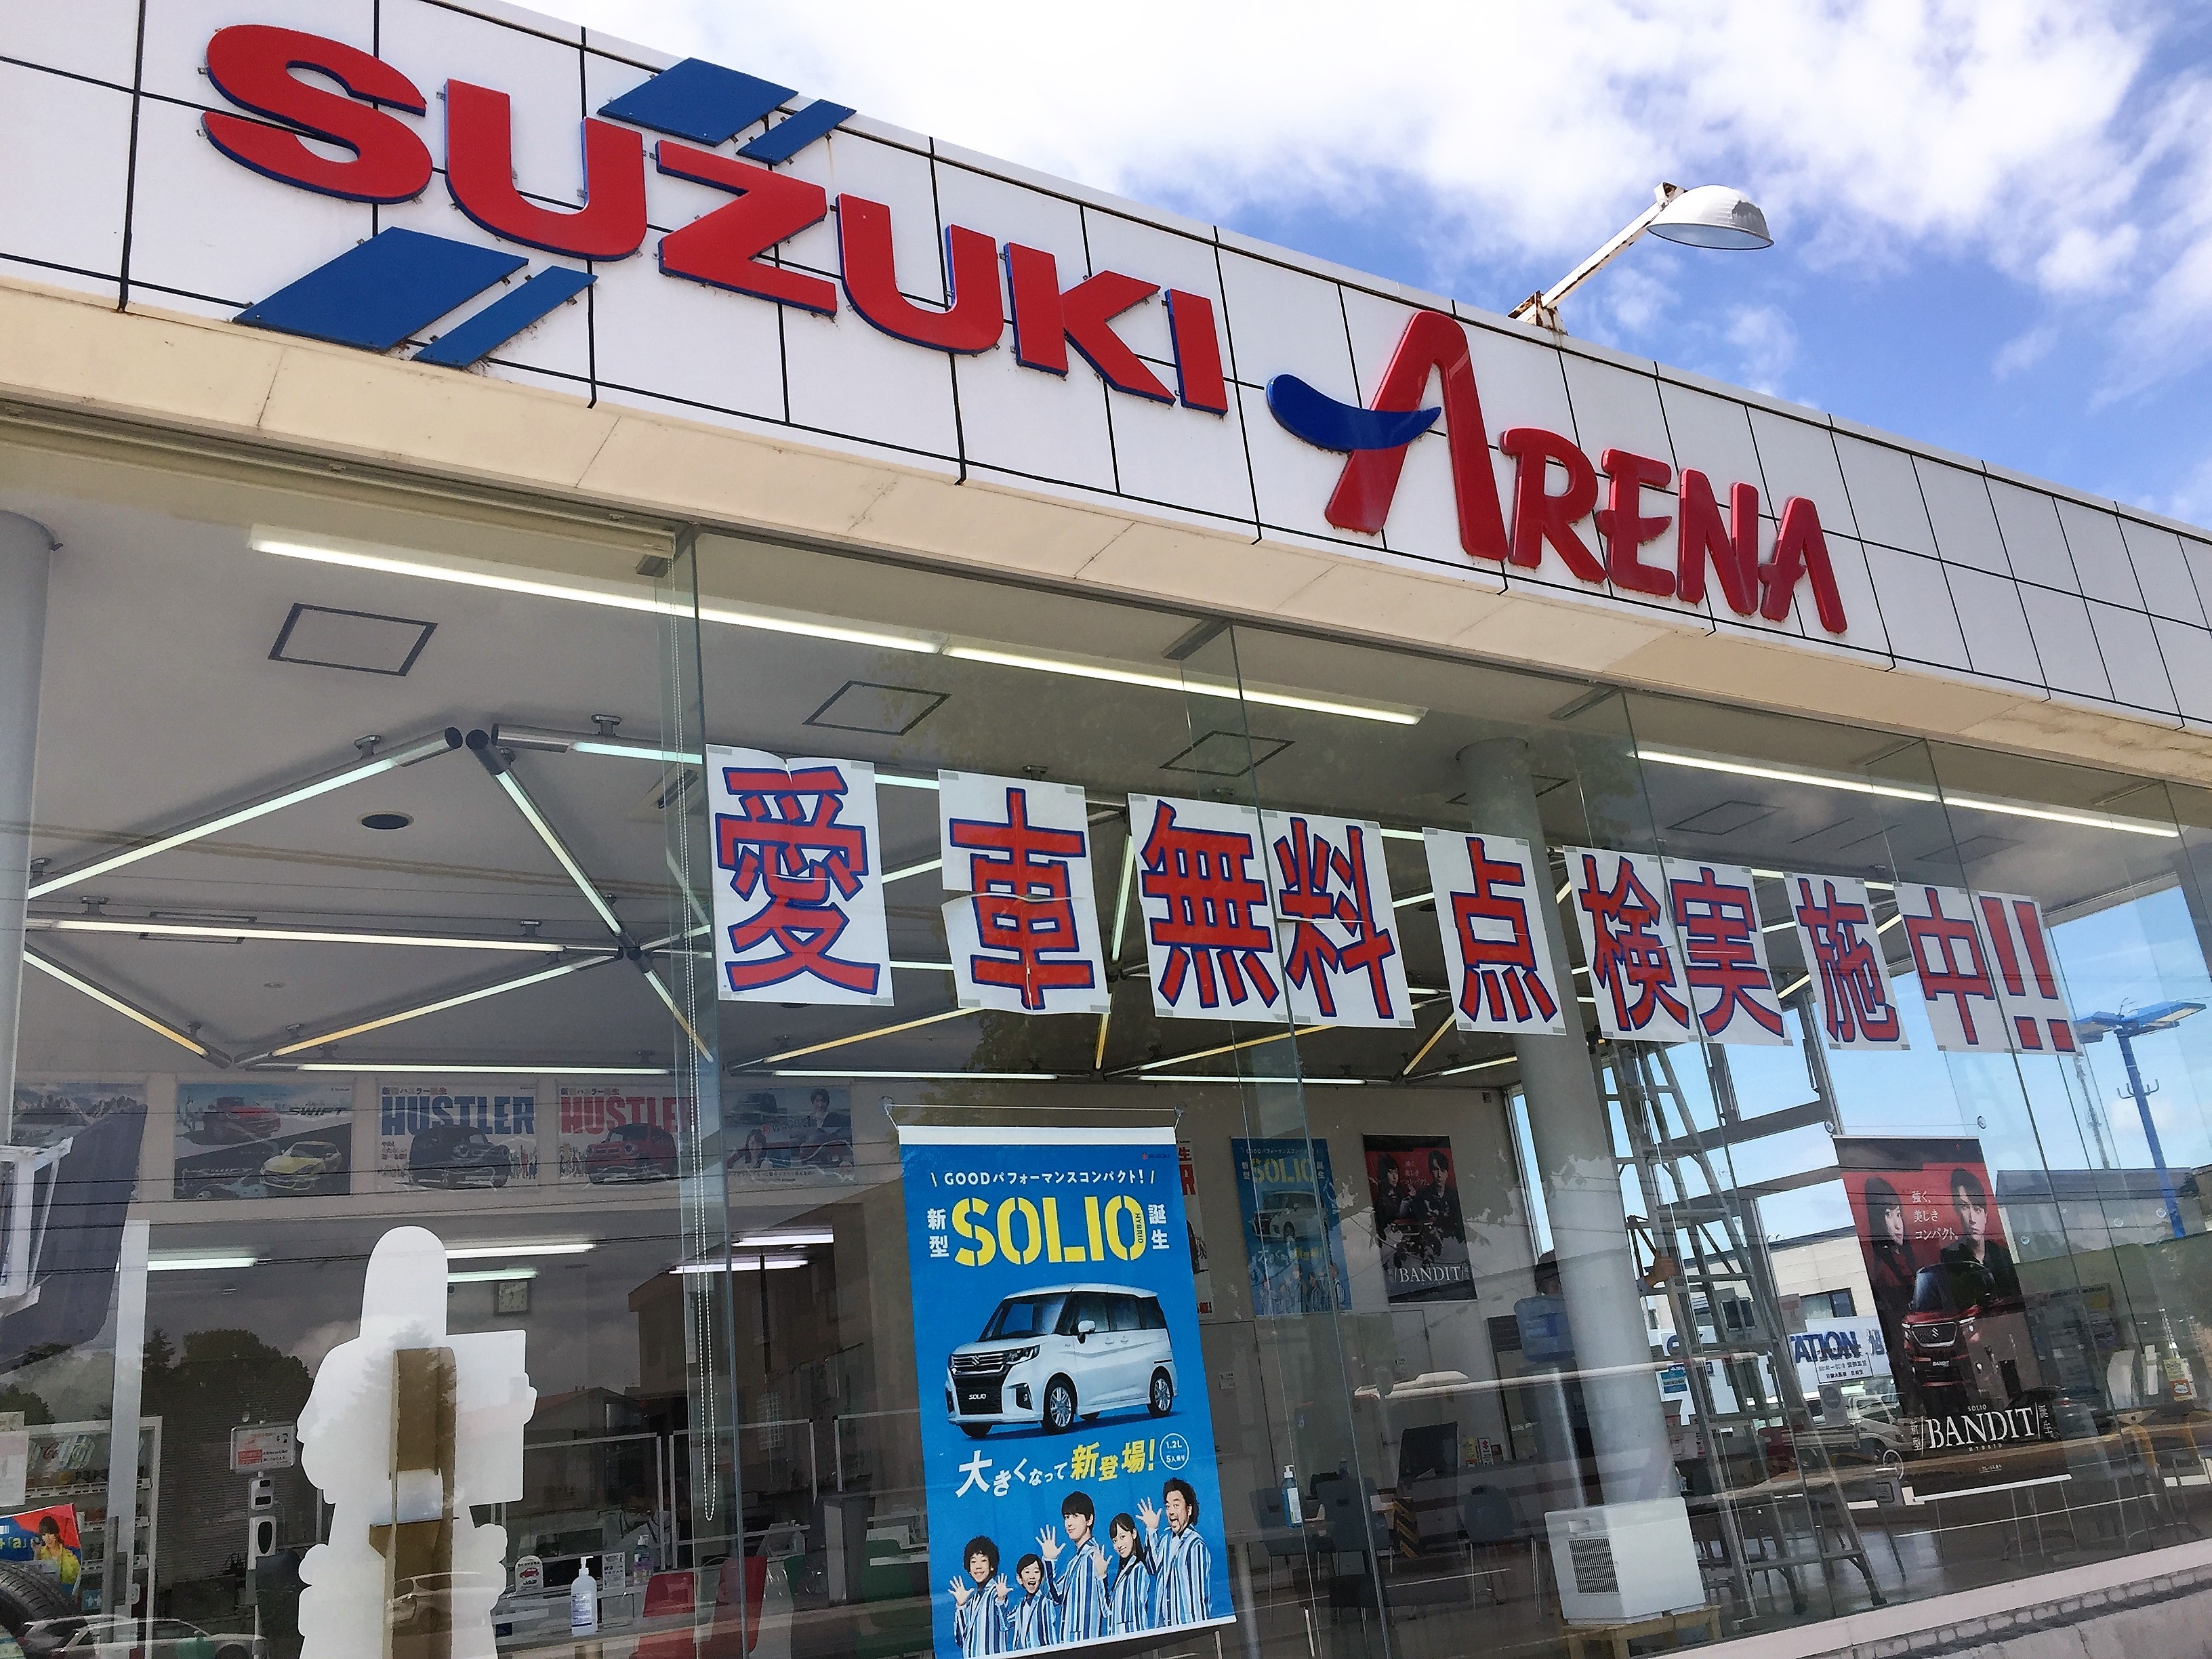 SUZUKI ARENA
愛車無料点検実施中!!
SWIFT
HUSTLER
HUSTLER
\ GOODパフォーマンスコンパクト! /
新型 SOLIO HYBRID 誕生
SOLIO
大きくなって新登場!
1.2L
5人乗り
SOLIO
BANDIT
強く、
美しき
コンパクト。
SOLIO
新型 BANDIT 誕生
HYBRID
ATION